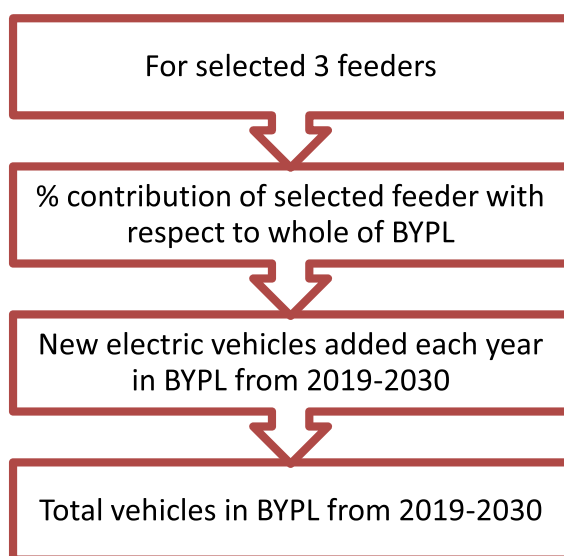 For selected 3 feeders
% contribution of selected feeder with
respect to whole of BYPL
New electric vehicles added each year
in BYPL from 2019-2030
Total vehicles in BYPL from 2019-2030